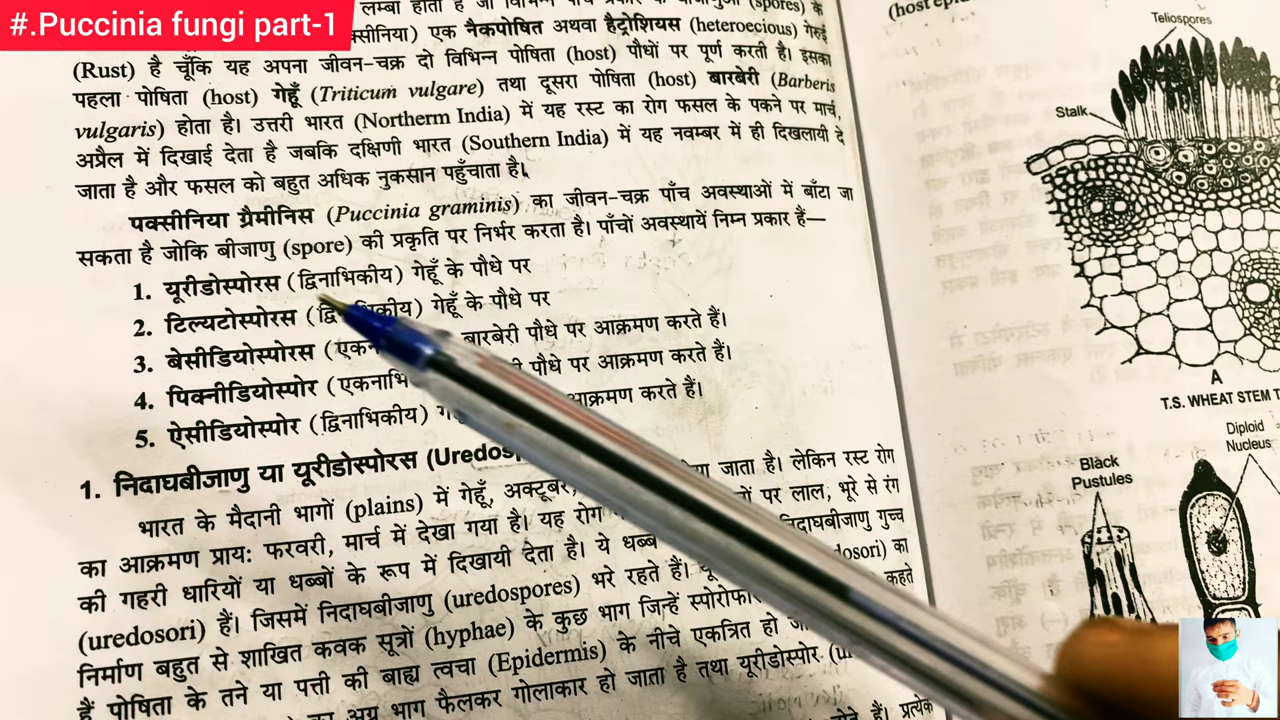 #.Puccinia fungi part-1
लम्बा होता है जो विभिन्न (spores) के
एक नैकपोषित अथवा हैट्रोशियस (heteroecious) गेरुई
(Rust) है चूँकि यह अपना जीवन-चक्र दो विभिन्न पोषिता (host) पौधों पर पूर्ण करती है। इसका
पहला पोषिता (host) गेहूँ (Triticum vulgare) तथा दूसरा पोषिता (host) बारबेरी (Barberis
vulgaris) होता है। उत्तरी भारत (Northerm India) में यह रस्ट का रोग फसल के पकने पर मार्च,
अप्रैल में दिखाई देता है जबकि दक्षिणी भारत (Southern India) में यह नवम्बर में ही दिखलायी दे
जाता है और फसल को बहुत अधिक नुकसान पहुँचाता है।
पक्सीनिया ग्रैमीनिस (Puccinia graminis) का जीवन-चक्र पाँच अवस्थाओं में बाँटा जा
सकता है जोकि बीजाणु (spore) की प्रकृति पर निर्भर करता है। पाँचों अवस्थायें निम्न प्रकार हैं—
1. यूरीडोस्पोरस (द्विनाभिकीय) गेहूँ के पौधे पर
2. टिल्यटोस्पोरस गेहूँ के पौधे पर
3. बेसीडियोस्पोरस बारबेरी पौधे पर आक्रमण करते हैं।
4. पिक्नीडियोस्पोर पौधे पर आक्रमण करते हैं।
5. ऐसीडियोस्पोर (द्विनाभिकीय) आक्रमण करते हैं।
1. निदाघबीजाणु या यूरीडोस्पोरस
भारत के मैदानी भागों (plains) में गेहूँ, अक्टूबर, जाता है। लेकिन रस्ट रोग
का आक्रमण प्राय: फरवरी, मार्च में देखा गया है। यह रोग पर लाल, भूरे से रंग
की गहरी धारियों या धब्बों के रूप में दिखायी देता है। ये धब्बे निदाघबीजाणु गुच्छ
(uredosori) हैं। जिसमें निदाघबीजाणु (uredospores) भरे रहते हैं। का
निर्माण बहुत से शाखित कवक सूत्रों (hyphae) के कुछ भाग जिन्हें कहते
हैं पोषिता के तने या पत्ती की बाह्य त्वचा (Epidermis) के नीचे एकत्रित हो
अग्र भाग फैलकर गोलाकार हो जाता है तथा यूरीडोस्पोर
हैं। प्रत्येक
Teliospores
Stalk
A
T.S. WHEAT STEM
Diploid
Nucleus
Black
Pustules